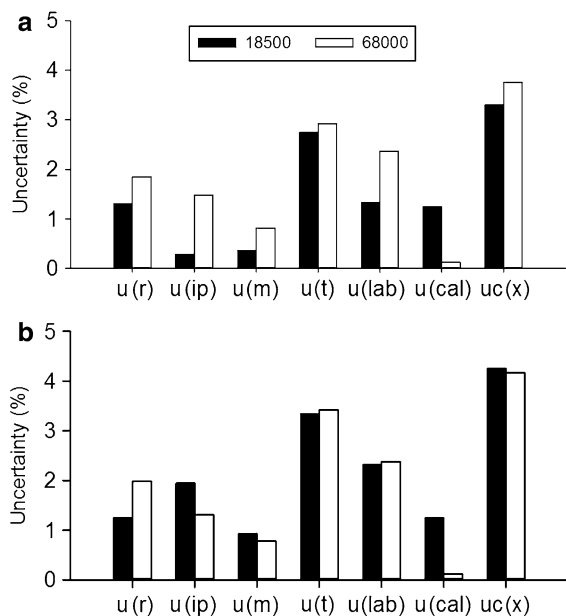 a
5
18500 68000
4
3
2
1
0
Uncertainty (%)
u(r) u(ip) u(m) u(t) u(lab) u(cal) uc(x)
b
5
4
3
2
1
0
Uncertainty (%)
u(r) u(ip) u(m) u(t) u(lab) u(cal) uc(x)